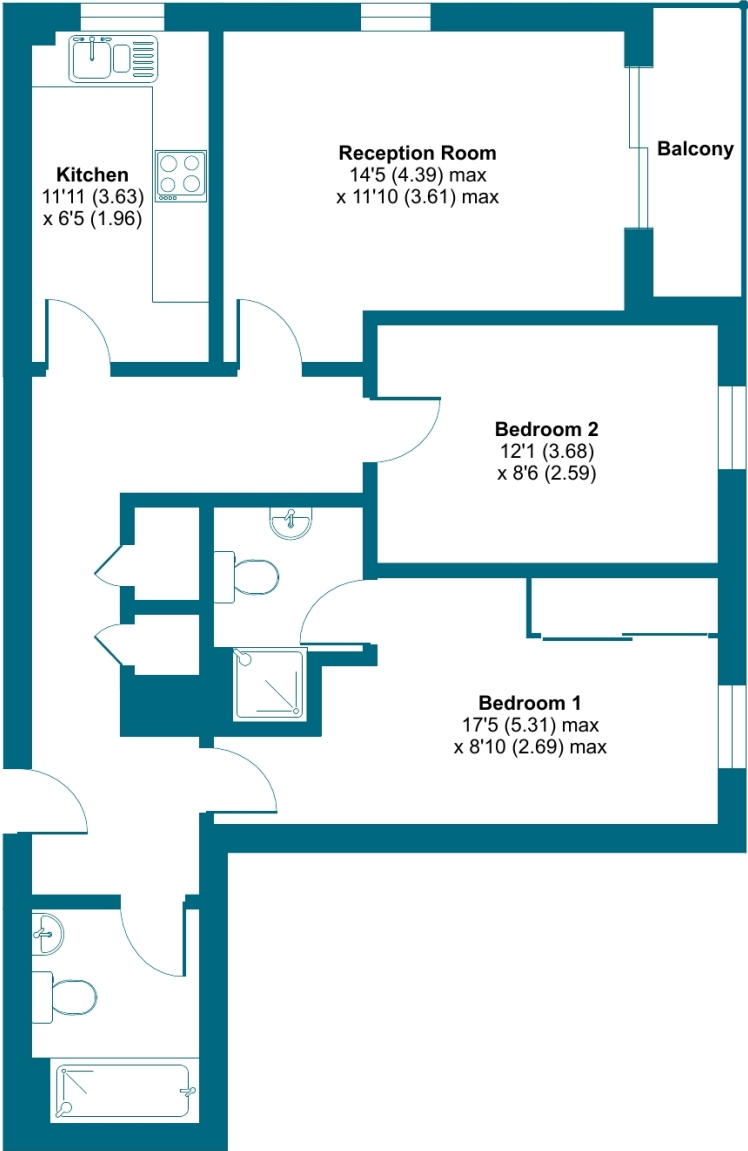 Kitchen
11'11 (3.63)
x 6'5 (1.96)
Reception Room
14'5 (4.39) max
x 11'10 (3.61) max
Balcony
Bedroom 2
12'1 (3.68)
x 8'6 (2.59)
Bedroom 1
17'5 (5.31) max
x 8'10 (2.69) max